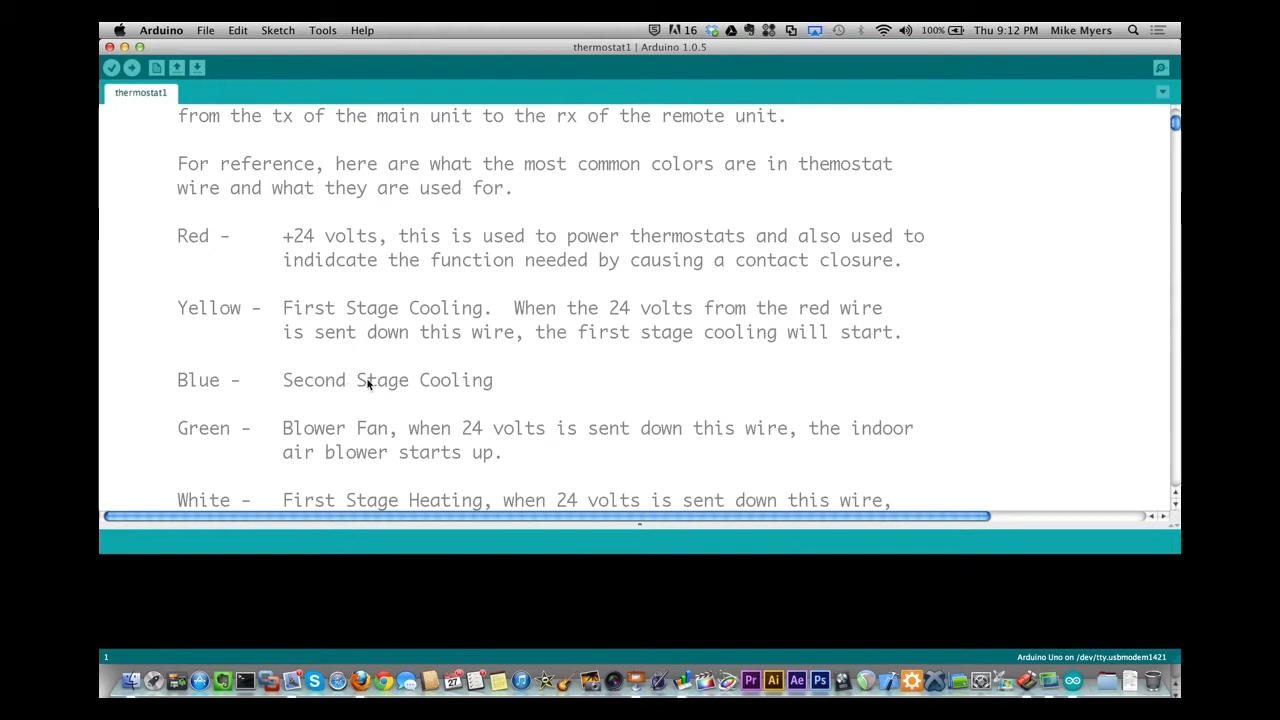 Arduino File Edit Sketch Tools Help 16 100% Thu 9:12 PM Mike Myers
thermostat1 | Arduino 1.0.5
thermostat1
from the tx of the main unit to the rx of the remote unit.
For reference, here are what the most common colors are in themostat
wire and what they are used for.
Red - +24 volts, this is used to power thermostats and also used to
indidcate the function needed by causing a contact closure.
Yellow - First Stage Cooling. When the 24 volts from the red wire
is sent down this wire, the first stage cooling will start.
Blue - Second Stage Cooling
Green - Blower Fan, when 24 volts is sent down this wire, the indoor
air blower starts up.
White - First Stage Heating, when 24 volts is sent down this wire,
1 Arduino Uno on /dev/tty.usbmodem1421
27 Pr Ai Ae Ps